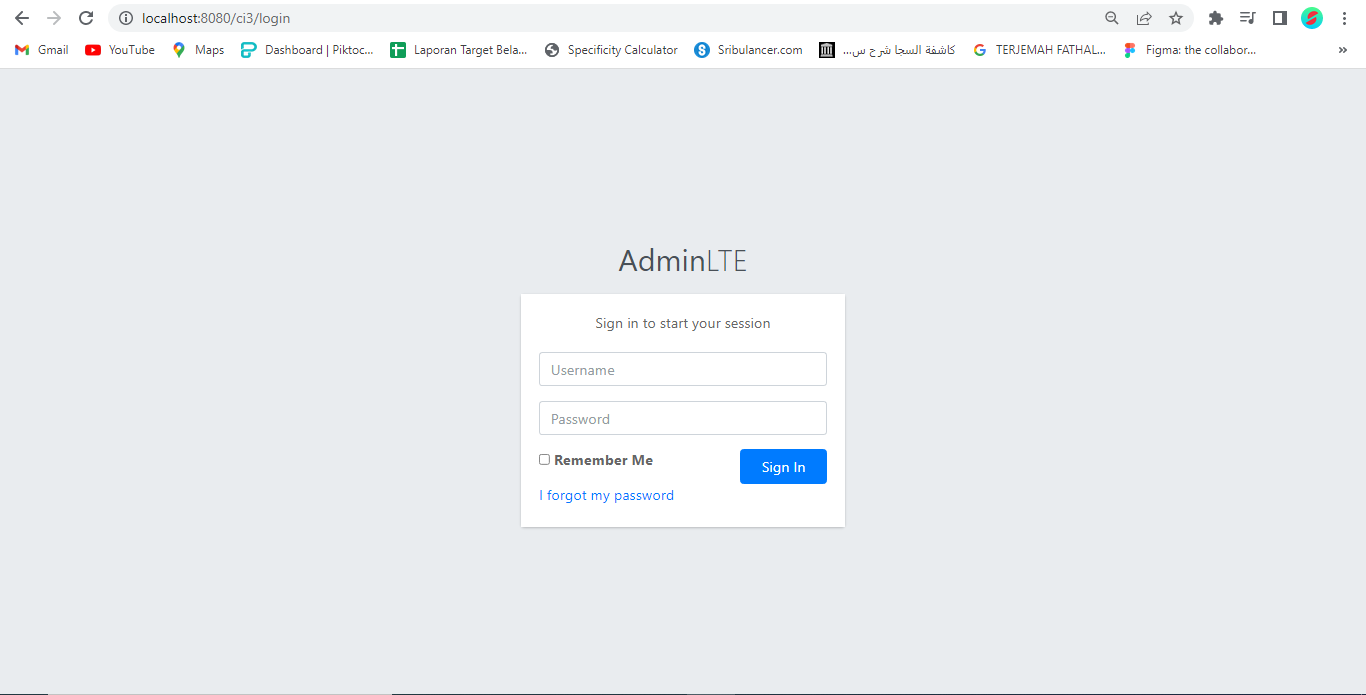 localhost:8080/ci3/login
Gmail YouTube Maps Dashboard | Piktoc... Laporan Target Bela... Specificity Calculator Sribulancer.com كاشفة السجا شرح س... TERJEMAH FATHAL... Figma: the collabor... »
AdminLTE
Sign in to start your session
Username
Password
Remember Me Sign In
I forgot my password